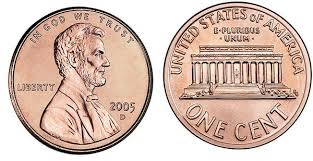 IN GOD WE TRUST
LIBERTY
2005
D
UNITED STATES OF AMERICA
E·PLURIBUS
·UNUM·
ONE CENT